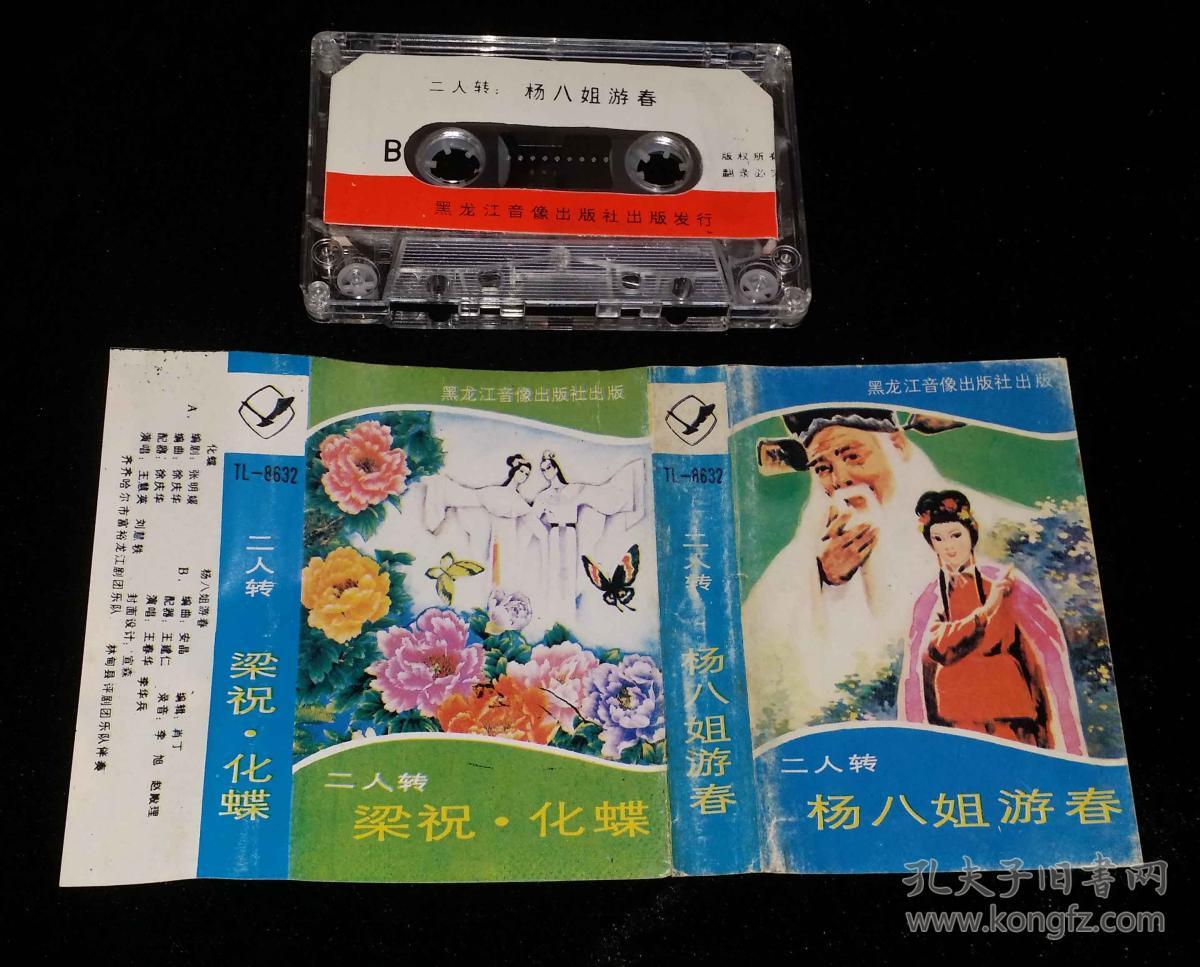 二人转：杨八姐游春
B
版权所有
翻录必究
黑龙江音像出版社出版发行
化蝶
A、
编剧：张明媛
编曲：徐庆华
配器：徐庆华
演唱：王慧英 刘慧轶
齐齐哈尔市富裕龙江剧团乐队
杨八姐游春
B、
编曲：安晶
配器：王建仁
演唱：王春华 李华兵
林甸县评剧团乐队伴奏
编辑：肖丁
录音：李旭 赵殿理
封面设计：宣森
TL-8632
二人转
梁祝·化蝶
黑龙江音像出版社出版
二人转
梁祝·化蝶
TL-8632
二人转
杨八姐游春
黑龙江音像出版社出版
二人转
杨八姐游春
孔夫子旧书网
www.kongfz.com